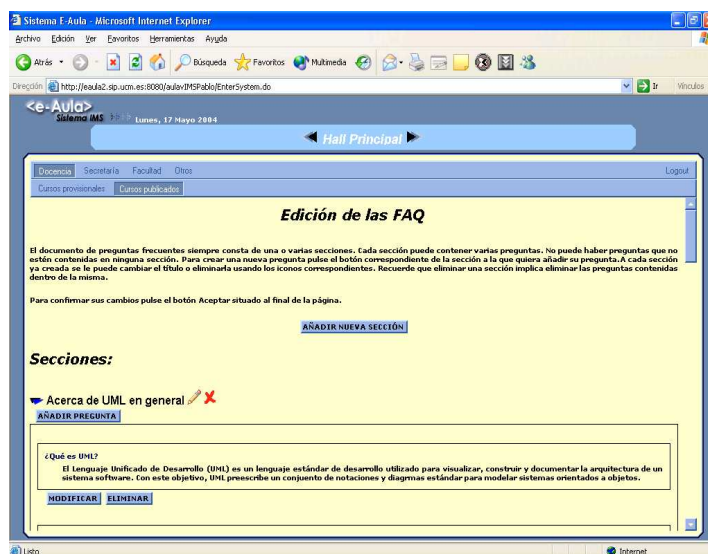 Sistema E-Aula - Microsoft Internet Explorer
Archivo Edición Ver Favoritos Herramientas Ayuda
Atrás Búsqueda Favoritos Multimedia
Dirección http://eaula2.sip.ucm.es:8080/aulavIMSPablo/EnterSystem.do Ir Vínculos
<e-Aula>
Sistema IMS Lunes, 17 Mayo 2004
Hall Principal
Docencia Secretaría Facultad Otros Logout
Cursos provisionales Cursos publicados
Edición de las FAQ
El documento de preguntas frecuentes siempre consta de una o varias secciones. Cada sección puede contener varias preguntas. No puede haber preguntas que no
estén contenidas en ninguna sección. Para crear una nueva pregunta pulse el botón correspondiente de la sección a la que quiera añadir su pregunta.A cada sección
ya creada se le puede cambiar el título o eliminarla usando los iconos correspondientes. Recuerde que eliminar una sección implica eliminar las preguntas contenidas
dentro de la misma.
Para confirmar sus cambios pulse el botón Aceptar situado al final de la página.
AÑADIR NUEVA SECCIÓN
Secciones:
Acerca de UML en general
AÑADIR PREGUNTA
¿Qué es UML?
El Lenguaje Unificado de Desarrollo (UML) es un lenguaje estándar de desarrollo utilizado para visualizar, construir y documentar la arquitectura de un
sistema software. Con este objetivo, UML preescribe un conjunto de notaciones y diagrmas estándar para modelar sistemas orientados a objetos.
MODIFICAR ELIMINAR
Listo Internet